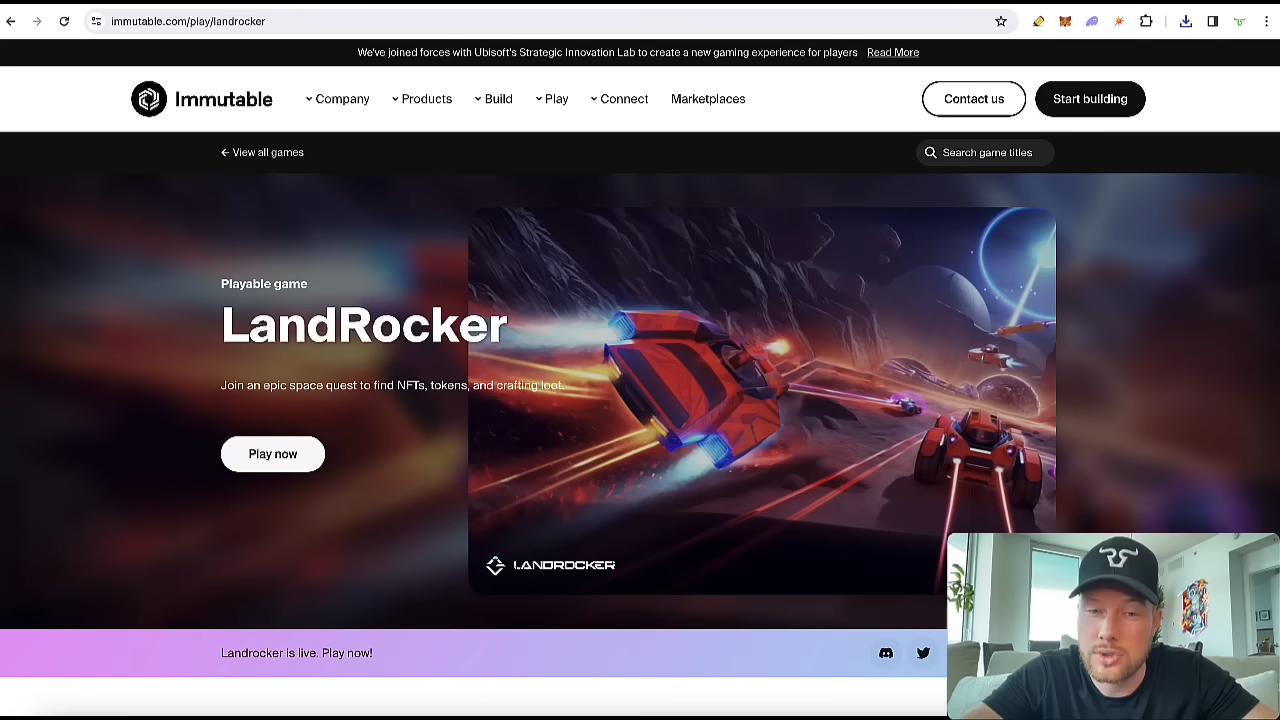 immutable.com/play/landrocker
We've joined forces with Ubisoft's Strategic Innovation Lab to create a new gaming experience for players Read More
Immutable
Company Products Build Play Connect Marketplaces
Contact us Start building
View all games
Search game titles
Playable game
LandRocker
Join an epic space quest to find NFTs, tokens, and crafting loot.
Play now
LANDROCKER
Landrocker is live. Play now!